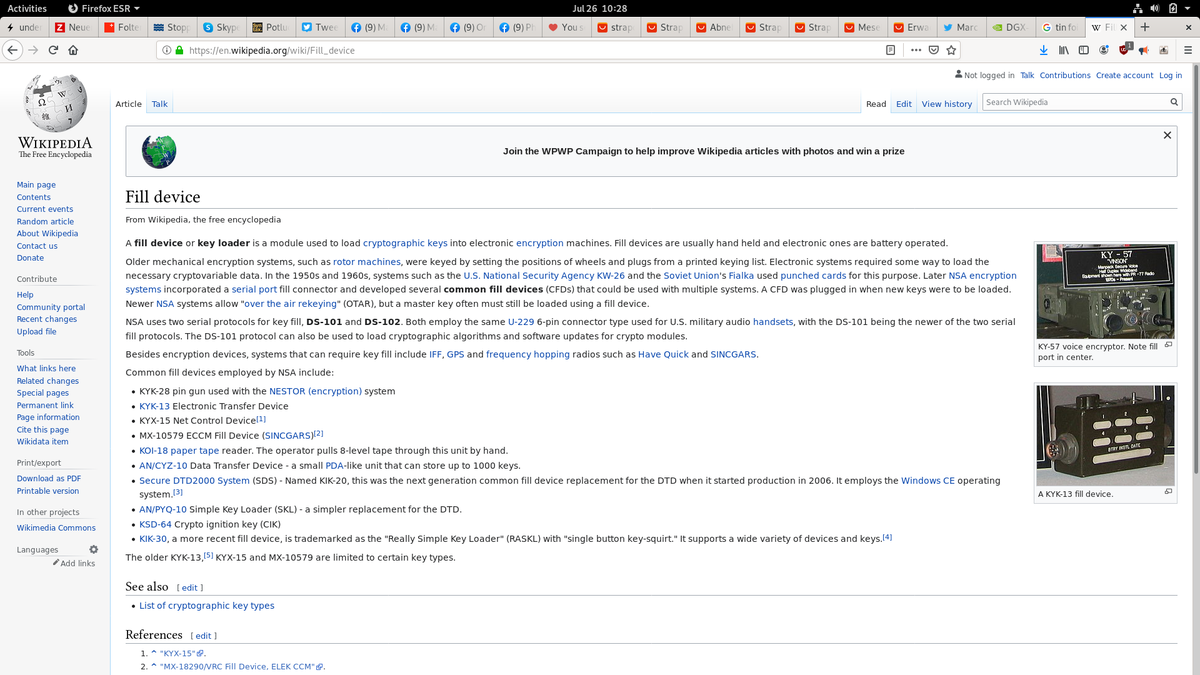 Activities
Firefox ESR
Jul 26 10:28
under
Neue
Folter
Stopp
Skype
Potlu
Twee
(9) M
(9) M
(9) O
(9) Pl
You s
strap
Strap
Abne
Strap
Strap
Mese
Erwa
Marc
DGX-
tin foi
W Fi
https://en.wikipedia.org/wiki/Fill_device
Not logged in Talk Contributions Create account Log in
WIKIPEDIA
The Free Encyclopedia
Article Talk
Read Edit View history
Search Wikipedia
Main page
Contents
Current events
Random article
About Wikipedia
Contact us
Donate
Contribute
Help
Community portal
Recent changes
Upload file
Tools
What links here
Related changes
Special pages
Permanent link
Page information
Cite this page
Wikidata item
Print/export
Download as PDF
Printable version
In other projects
Wikimedia Commons
Languages
Add links
Join the WPWP Campaign to help improve Wikipedia articles with photos and win a prize
Fill device
From Wikipedia, the free encyclopedia
A fill device or key loader is a module used to load cryptographic keys into electronic encryption machines. Fill devices are usually hand held and electronic ones are battery operated.
Older mechanical encryption systems, such as rotor machines, were keyed by setting the positions of wheels and plugs from a printed keying list. Electronic systems required some way to load the
necessary cryptovariable data. In the 1950s and 1960s, systems such as the U.S. National Security Agency KW-26 and the Soviet Union's Fialka used punched cards for this purpose. Later NSA encryption
systems incorporated a serial port fill connector and developed several common fill devices (CFDs) that could be used with multiple systems. A CFD was plugged in when new keys were to be loaded.
Newer NSA systems allow "over the air rekeying" (OTAR), but a master key often must still be loaded using a fill device.
NSA uses two serial protocols for key fill, DS-101 and DS-102. Both employ the same U-229 6-pin connector type used for U.S. military audio handsets, with the DS-101 being the newer of the two serial
fill protocols. The DS-101 protocol can also be used to load cryptographic algorithms and software updates for crypto modules.
Besides encryption devices, systems that can require key fill include IFF, GPS and frequency hopping radios such as Have Quick and SINCGARS.
Common fill devices employed by NSA include:
• KYK-28 pin gun used with the NESTOR (encryption) system
• KYK-13 Electronic Transfer Device
• KYX-15 Net Control Device[1]
• MX-10579 ECCM Fill Device (SINCGARS)[2]
• KOI-18 paper tape reader. The operator pulls 8-level tape through this unit by hand.
• AN/CYZ-10 Data Transfer Device - a small PDA-like unit that can store up to 1000 keys.
• Secure DTD2000 System (SDS) - Named KIK-20, this was the next generation common fill device replacement for the DTD when it started production in 2006. It employs the Windows CE operating
system.[3]
• AN/PYQ-10 Simple Key Loader (SKL) - a simpler replacement for the DTD.
• KSD-64 Crypto ignition key (CIK)
• KIK-30, a more recent fill device, is trademarked as the "Really Simple Key Loader" (RASKL) with "single button key-squirt." It supports a wide variety of devices and keys.[4]
The older KYK-13,[5] KYX-15 and MX-10579 are limited to certain key types.
See also [ edit ]
• List of cryptographic key types
References [ edit ]
1. ^ "KYX-15".
2. ^ "MX-18290/VRC Fill Device, ELEK CCM".
KY - 57
"VINSON"
KY-57 voice encryptor. Note fill
port in center.
1 2 3
4 5 6
A KYK-13 fill device.